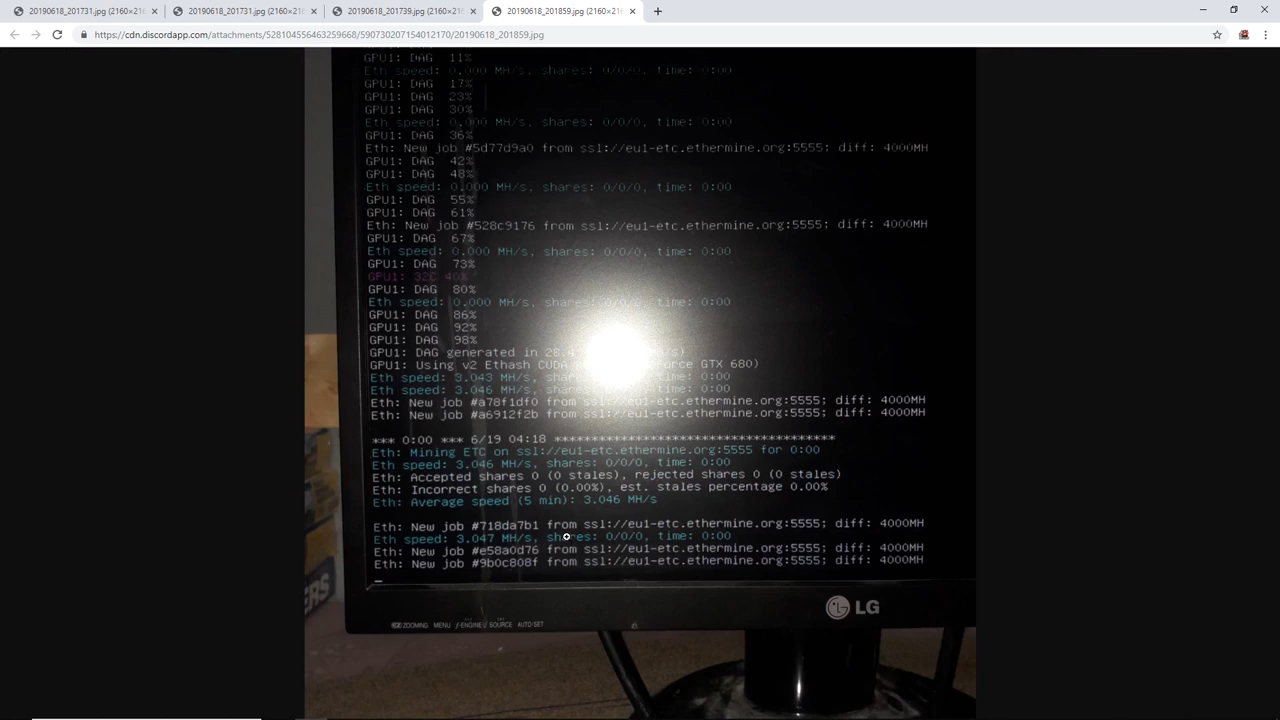 20190618_201731.jpg (2160×216
20190618_201731.jpg (2160×216
20190618_201739.jpg (2160×216
20190618_201859.jpg (2160×216
https://cdn.discordapp.com/attachments/528104556463259668/590730207154012170/20190618_201859.jpg
GPU1: DAG 11%
Eth speed: 0.000 MH/s, shares: 0/0/0, time: 0:00
GPU1: DAG 17%
GPU1: DAG 23%
GPU1: DAG 30%
Eth speed: 0.000 MH/s, shares: 0/0/0, time: 0:00
GPU1: DAG 36%
Eth: New job #5d77d9a0 from ssl://eu1-etc.ethermine.org:5555; diff: 4000MH
GPU1: DAG 42%
GPU1: DAG 48%
Eth speed: 0.000 MH/s, shares: 0/0/0, time: 0:00
GPU1: DAG 55%
GPU1: DAG 61%
Eth: New job #528c9176 from ssl://eu1-etc.ethermine.org:5555; diff: 4000MH
GPU1: DAG 67%
Eth speed: 0.000 MH/s, shares: 0/0/0, time: 0:00
GPU1: DAG 73%
GPU1: 32C 40%
GPU1: DAG 80%
Eth speed: 0.000 MH/s, shares: 0/0/0, time: 0:00
GPU1: DAG 86%
GPU1: DAG 92%
GPU1: DAG 98%
GPU1: DAG generated in
GPU1: Using v2 Ethash CUDA GTX 680)
Eth speed: 3.043 MH/s, time: 0:00
Eth speed: 3.046 MH/s, time: 0:00
Eth: New job #a78f1df0 from ssl://eu1-etc.ethermine.org:5555; diff: 4000MH
Eth: New job #a6912f2b from ssl://eu1-etc.ethermine.org:5555; diff: 4000MH
*** 0:00 *** 6/19 04:18 **************************************
Eth: Mining ETC on ssl://eu1-etc.ethermine.org:5555 for 0:00
Eth speed: 3.046 MH/s, shares: 0/0/0, time: 0:00
Eth: Accepted shares 0 (0 stales), rejected shares 0 (0 stales)
Eth: Incorrect shares 0 (0.00%), est. stales percentage 0.00%
Eth: Average speed (5 min): 3.046 MH/s
Eth: New job #718da7b1 from ssl://eu1-etc.ethermine.org:5555; diff: 4000MH
Eth speed: 3.047 MH/s, shares: 0/0/0, time: 0:00
Eth: New job #e58a0d76 from ssl://eu1-etc.ethermine.org:5555; diff: 4000MH
Eth: New job #9b0c808f from ssl://eu1-etc.ethermine.org:5555; diff: 4000MH
LG
EZ ZOOMING MENU f-ENGINE SOURCE AUTO/SET
ERS